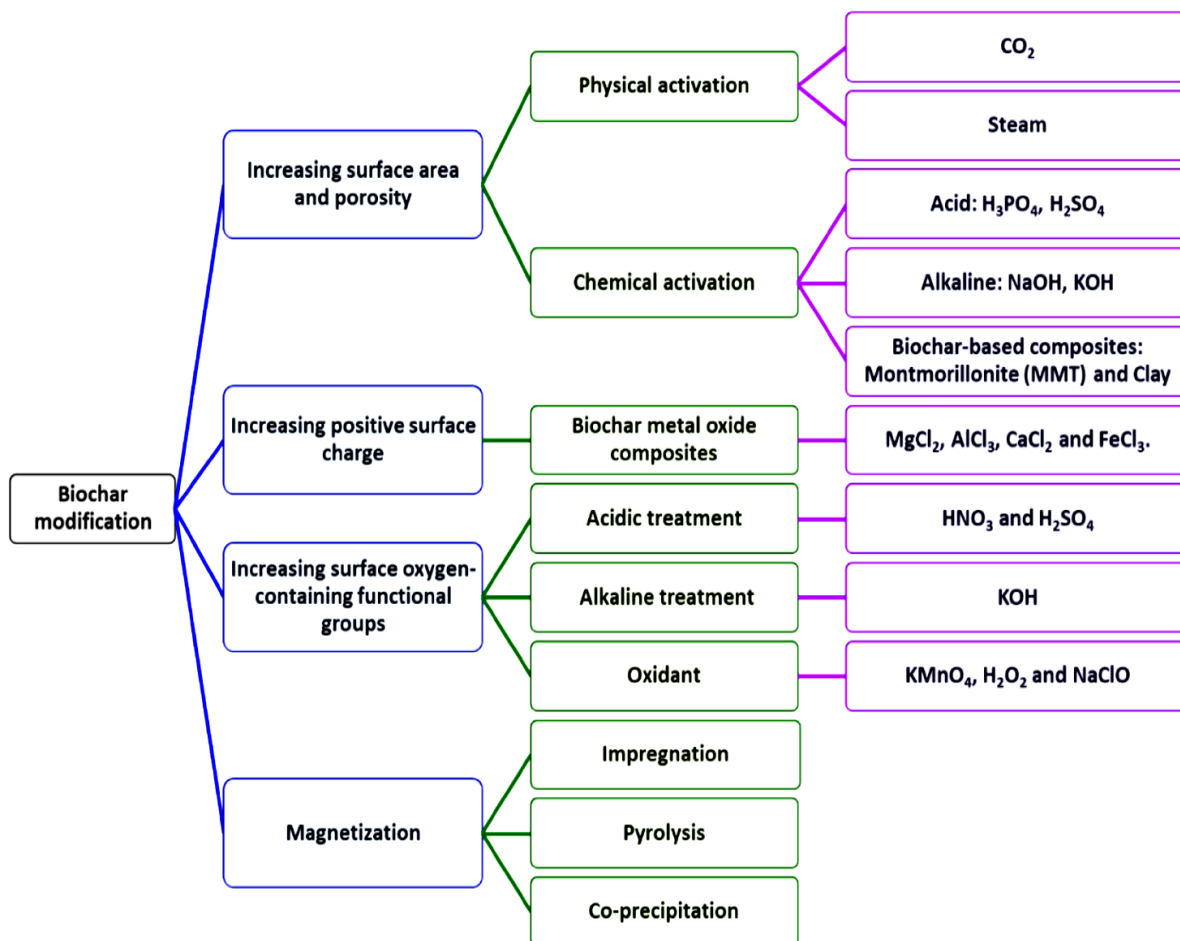 CO₂
Physical activation
Steam
Increasing surface area
and porosity
Acid: H₃PO₄, H₂SO₄
Chemical activation
Alkaline: NaOH, KOH
Biochar-based composites:
Montmorillonite (MMT) and Clay
Increasing positive surface
charge
Biochar metal oxide
composites
MgCl₂, AlCl₃, CaCl₂ and FeCl₃.
Biochar
modification
Acidic treatment
HNO₃ and H₂SO₄
Increasing surface oxygen-
containing functional
groups
Alkaline treatment
KOH
Oxidant
KMnO₄, H₂O₂ and NaClO
Impregnation
Magnetization
Pyrolysis
Co-precipitation